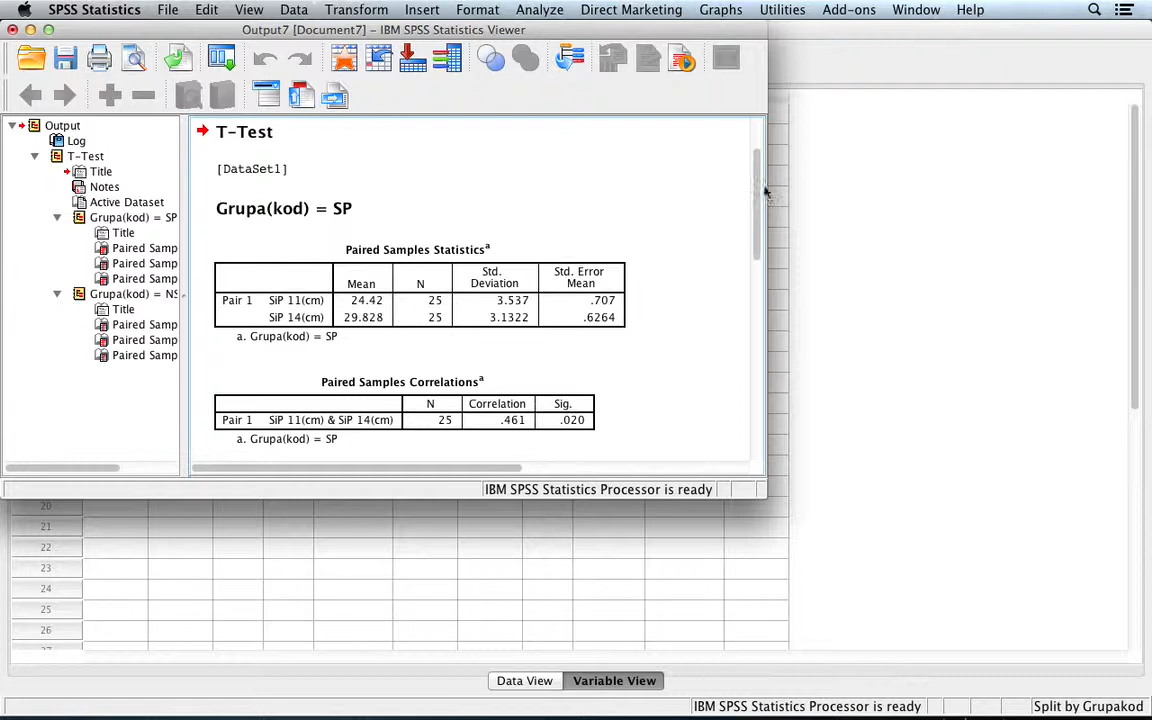 SPSS Statistics File Edit View Data Transform Insert Format Analyze Direct Marketing Graphs Utilities Add-ons Window Help
Output7 [Document7] – IBM SPSS Statistics Viewer
Output
Log
T-Test
Title
Notes
Active Dataset
Grupa(kod) = SP
Title
Paired Samp
Paired Samp
Paired Samp
Grupa(kod) = NS
Title
Paired Samp
Paired Samp
Paired Samp
T-Test
[DataSet1]
Grupa(kod) = SP
Paired Samples Statistics a
Mean N Std. Deviation Std. Error Mean
Pair 1 SiP 11(cm) 24.42 25 3.537 .707
SiP 14(cm) 29.828 25 3.1322 .6264
a. Grupa(kod) = SP
Paired Samples Correlations a
N Correlation Sig.
Pair 1 SiP 11(cm) & SiP 14(cm) 25 .461 .020
a. Grupa(kod) = SP
IBM SPSS Statistics Processor is ready
20
21
22
23
24
25
26
Data View Variable View
IBM SPSS Statistics Processor is ready Split by Grupakod